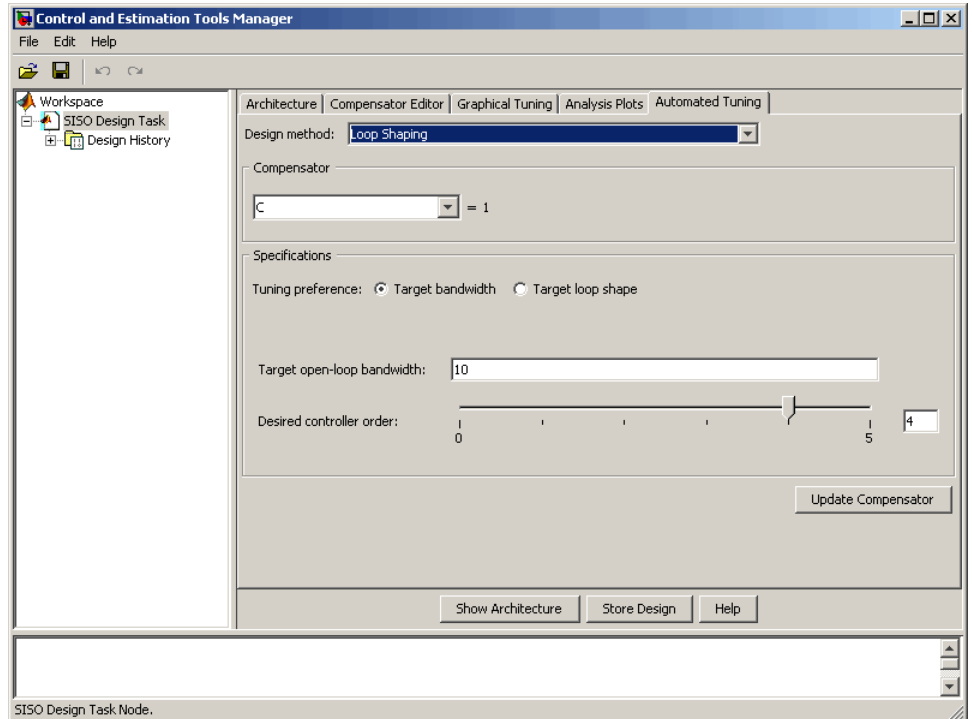 Control and Estimation Tools Manager
File Edit Help
Workspace
SISO Design Task
Design History
Architecture Compensator Editor Graphical Tuning Analysis Plots Automated Tuning
Design method: Loop Shaping
Compensator
C = 1
Specifications
Tuning preference: Target bandwidth Target loop shape
Target open-loop bandwidth: 10
Desired controller order: 4
0 5
Update Compensator
Show Architecture Store Design Help
SISO Design Task Node.